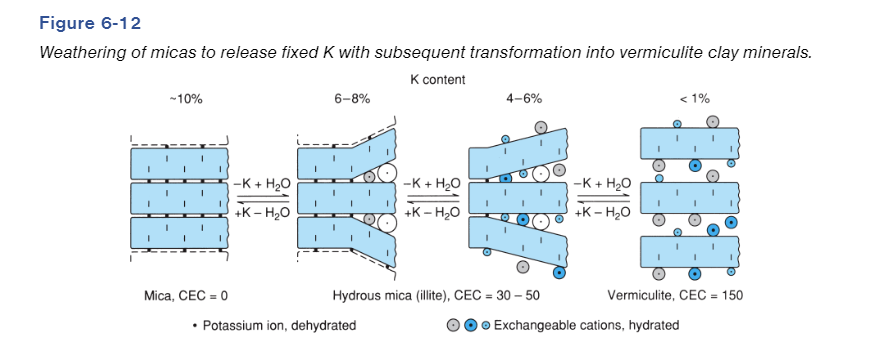 Figure 6-12
Weathering of micas to release fixed K with subsequent transformation into vermiculite clay minerals.
K content
~10%
6–8%
4–6%
< 1%
–K + H₂O
+K – H₂O
–K + H₂O
+K – H₂O
–K + H₂O
+K – H₂O
Mica, CEC = 0
Hydrous mica (illite), CEC = 30 – 50
Vermiculite, CEC = 150
• Potassium ion, dehydrated
Exchangeable cations, hydrated